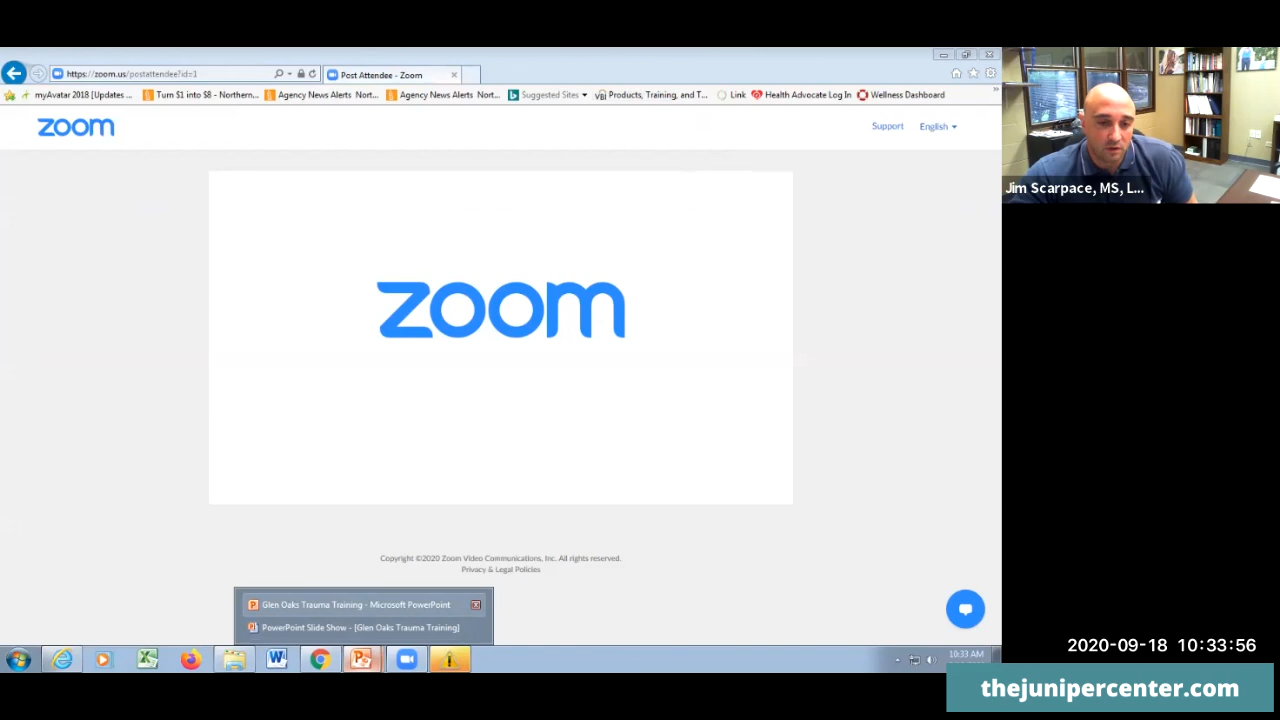 https://zoom.us/postattendee?id=1
Post Attendee - Zoom
myAvatar 2018 [Updates ...
Turn $1 into $8 - Northern...
Agency News Alerts Nort...
Agency News Alerts Nort...
Suggested Sites
Products, Training, and T...
Link
Health Advocate Log In
Wellness Dashboard
zoom
Support
English
zoom
Copyright ©2020 Zoom Video Communications, Inc. All rights reserved.
Privacy & Legal Policies
Glen Oaks Trauma Training - Microsoft PowerPoint
PowerPoint Slide Show - [Glen Oaks Trauma Training]
10:33 AM
Jim Scarpace, MS, L...
2020-09-18 10:33:56
thejunipercenter.com